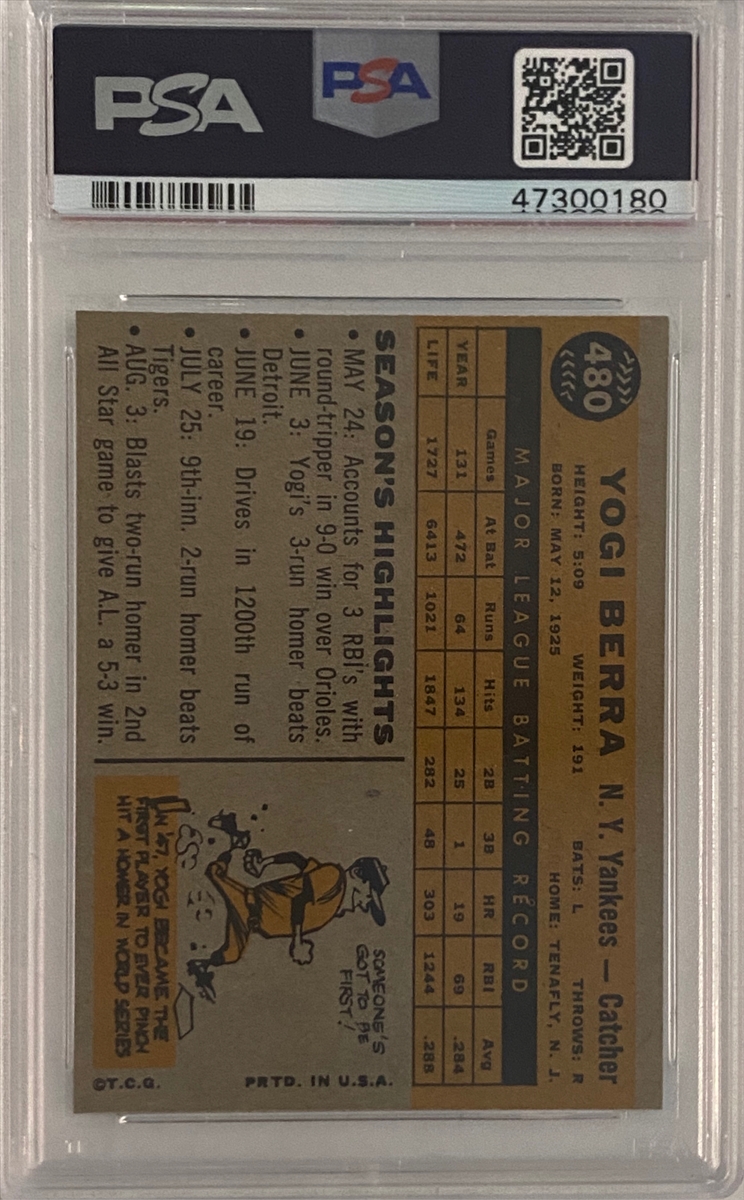 PSA
PSA
47300180
480
YOGI BERRA N. Y. Yankees — Catcher
HEIGHT: 5:09 WEIGHT: 191 BATS: L THROWS: R
BORN: MAY 12, 1925 HOME: TENAFLY, N. J.
MAJOR LEAGUE BATTING RECORD
Games At Bat Runs Hits 2B 3B HR RBI Avg
YEAR 131 472 64 134 25 1 19 69 .284
LIFE 1727 6413 1021 1847 282 48 303 1244 .288
SEASON'S HIGHLIGHTS
• MAY 24: Accounts for 3 RBI's with
round-tripper in 9-0 win over Orioles.
• JUNE 3: Yogi's 3-run homer beats
Detroit.
• JUNE 19: Drives in 1200th run of
career.
• JULY 25: 9th-inn. 2-run homer beats
Tigers.
• AUG. 3: Blasts two-run homer in 2nd
All Star game to give A.L. a 5-3 win.
SOMEONE'S
GOT TO BE
FIRST!
IN '47, YOGI BECAME THE
FIRST PLAYER TO EVER PINCH
HIT A HOMER IN WORLD SERIES
©T.C.G. PRTD. IN U.S.A.